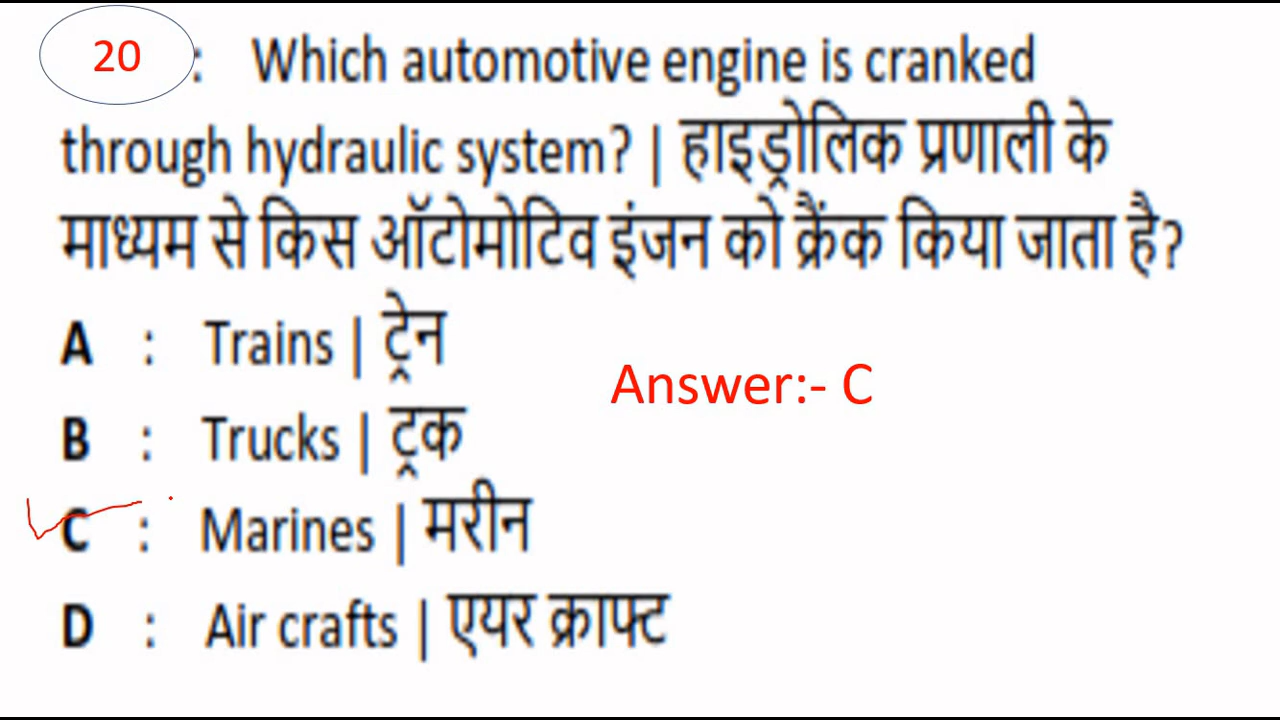 20 : Which automotive engine is cranked
through hydraulic system? | हाइड्रोलिक प्रणाली के
माध्यम से किस ऑटोमोटिव इंजन को क्रैंक किया जाता है?
A : Trains | ट्रेन
Answer:- C
B : Trucks | ट्रक
C : Marines | मरीन
D : Air crafts | एयर क्राफ्ट